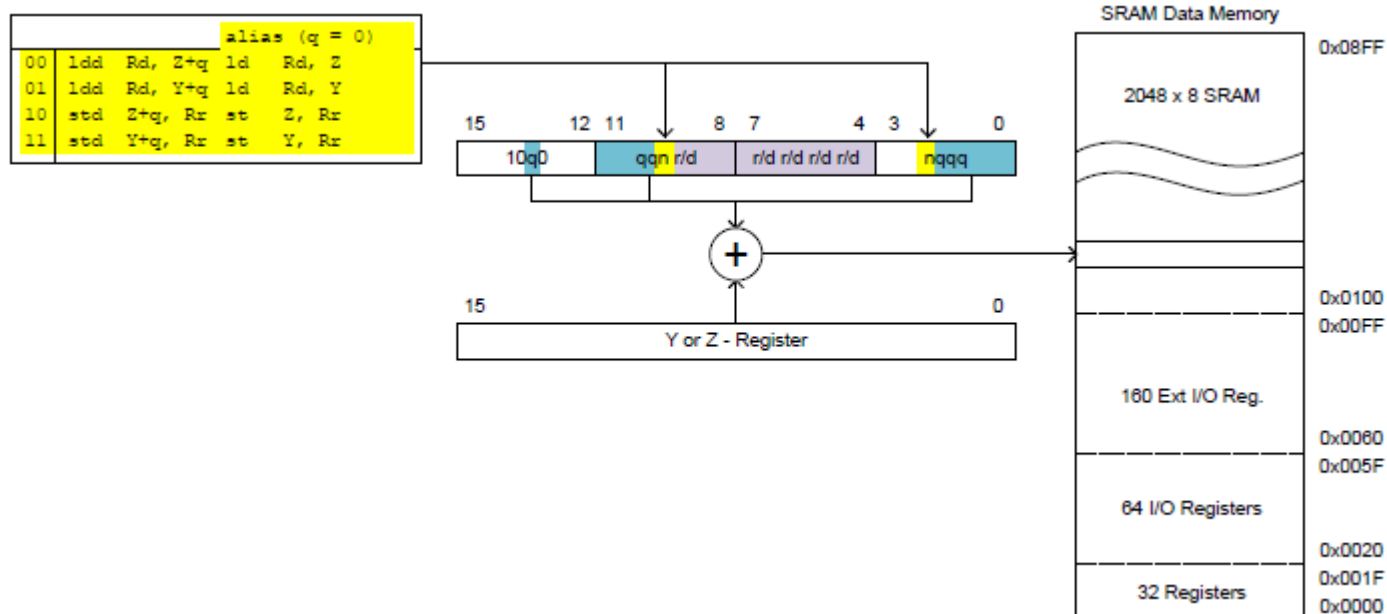 alias (q = 0)
00 ldd Rd, Z+q ld Rd, Z
01 ldd Rd, Y+q ld Rd, Y
10 std Z+q, Rr st Z, Rr
11 std Y+q, Rr st Y, Rr
15 12 11 8 7 4 3 0
10q0 qqn r/d r/d r/d r/d r/d nqqq
+
15 0
Y or Z - Register
SRAM Data Memory
0x08FF
2048 x 8 SRAM
0x0100
0x00FF
160 Ext I/O Reg.
0x0060
0x005F
64 I/O Registers
0x0020
0x001F
32 Registers
0x0000